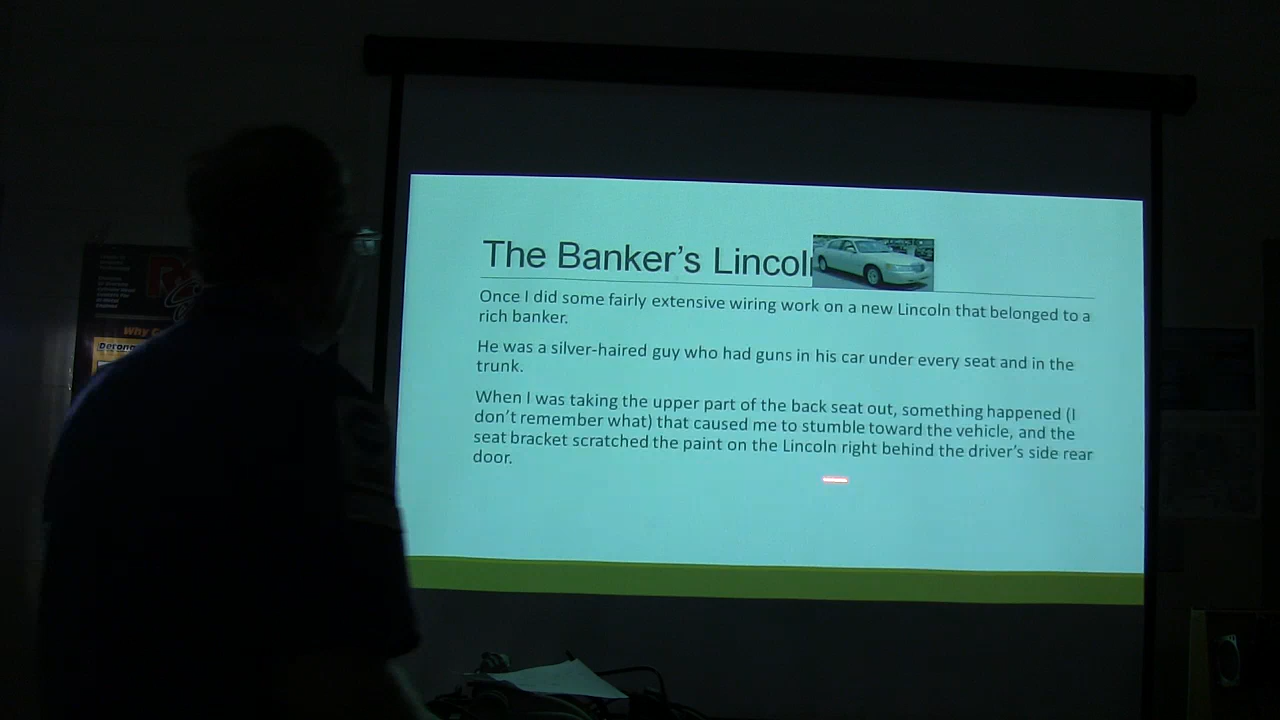 The Banker's Lincoln
Once I did some fairly extensive wiring work on a new Lincoln that belonged to a
rich banker.
He was a silver-haired guy who had guns in his car under every seat and in the
trunk.
When I was taking the upper part of the back seat out, something happened (I
don't remember what) that caused me to stumble toward the vehicle, and the
seat bracket scratched the paint on the Lincoln right behind the driver's side rear
door.